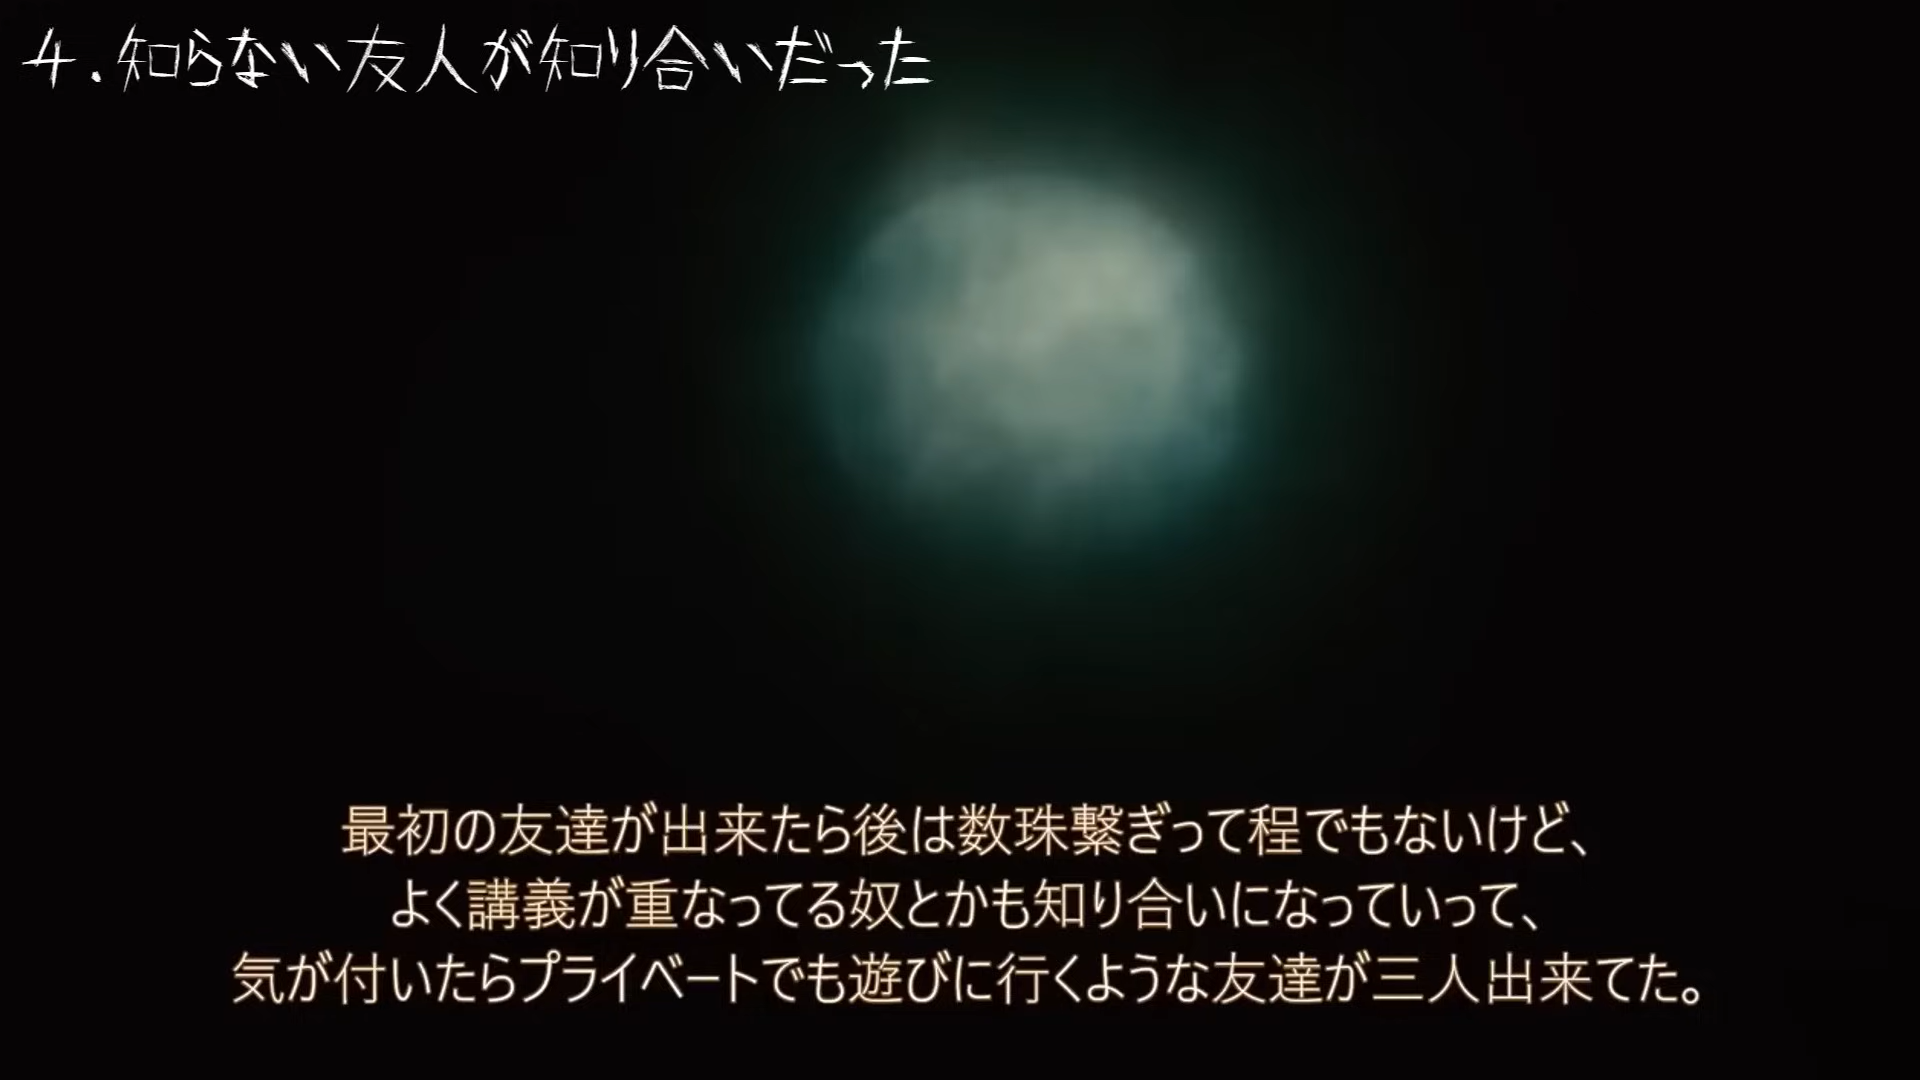 4.知らない友人が知り合いだった
最初の友達が出来たら後は数珠繋ぎって程でもないけど、
よく講義が重なってる奴とかも知り合いになっていって、
気が付いたらプライベートでも遊びに行くような友達が三人出来てた。